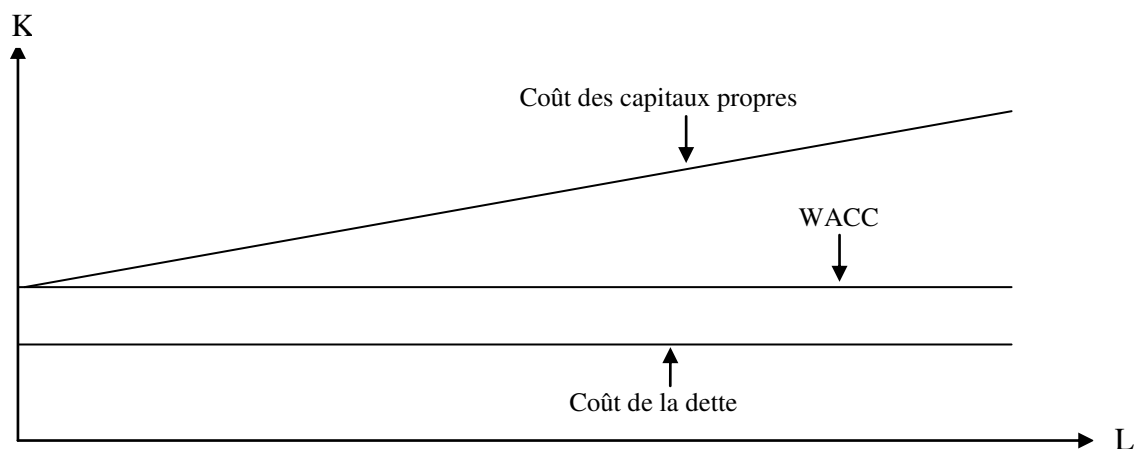 K
Coût des capitaux propres
WACC
Coût de la dette
L